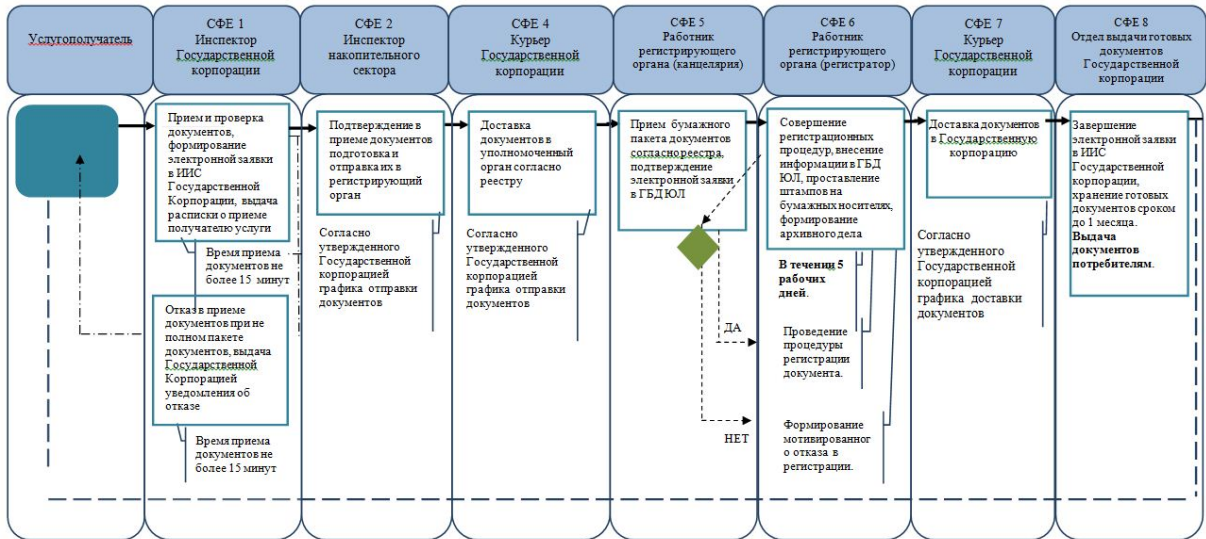 Услугополучатель
СФЕ 1
Инспектор
Государственной
корпорации
СФЕ 2
Инспектор
накопительного
сектора
СФЕ 4
Курьер
Государственной
корпорации
СФЕ 5
Работник
регистрирующего
органа (канцелярия)
СФЕ 6
Работник
регистрирующего
органа (регистратор)
СФЕ 7
Курьер
Государственной
корпорации
СФЕ 8
Отдел выдачи готовых
документов
Государственной
корпорации
Прием и проверка
документов,
формирование
электронной заявки
в ИИС
Государственной
Корпорации, выдача
расписки о приеме
получателю услуги
Время приема
документов не
более 15 минут
Отказ в приеме
документов при не
полном пакете
документов, выдача
Государственной
Корпорацией
уведомления об
отказе
Время приема
документов не
более 15 минут
Подтверждение в
приеме документов
подготовка и
отправка их в
регистрирующий
орган
Согласно
утвержденного
Государственной
корпорацией
графика отправки
документов
Доставка
документов в
уполномоченный
орган согласно
реестру
Согласно
утвержденного
Государственной
корпорацией
графика отправки
документов
Прием бумажного
пакета документов
согласно реестра,
подтверждение
электронной заявки
в ГБД ЮЛ
ДА
НЕТ
Совершение
регистрационных
процедур, внесение
информации в ГБД
ЮЛ, проставление
штампов на
бумажных носителях,
формирование
архивного дела
В течении 5
рабочих
дней.
Проведение
процедуры
регистрации
документа.
Формирование
мотивированног
о отказа в
регистрации.
Доставка документов
в Государственную
корпорацию
Согласно
утвержденного
Государственной
корпорацией
графика доставки
документов
Завершение
электронной заявки
в ИИС
Государственной
корпорации,
хранение готовых
документов сроком
до 1 месяца.
Выдача
документов
потребителям.